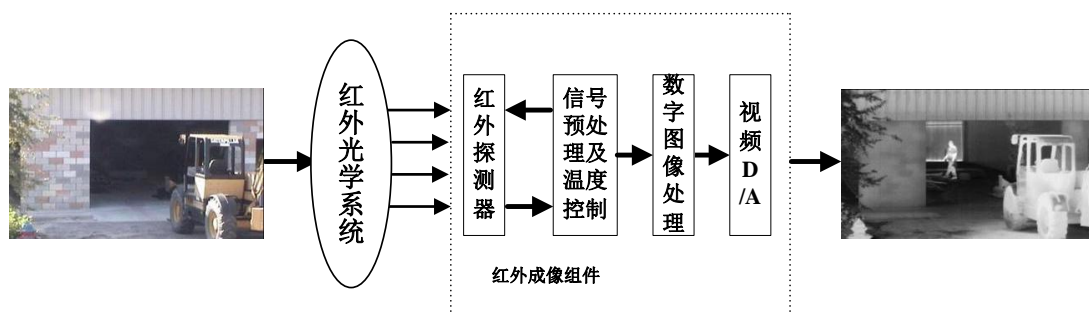 红外光学系统
红外探测器
信号
预处
理及
温度
控制
数字图像处理
视频
D
/A
红外成像组件